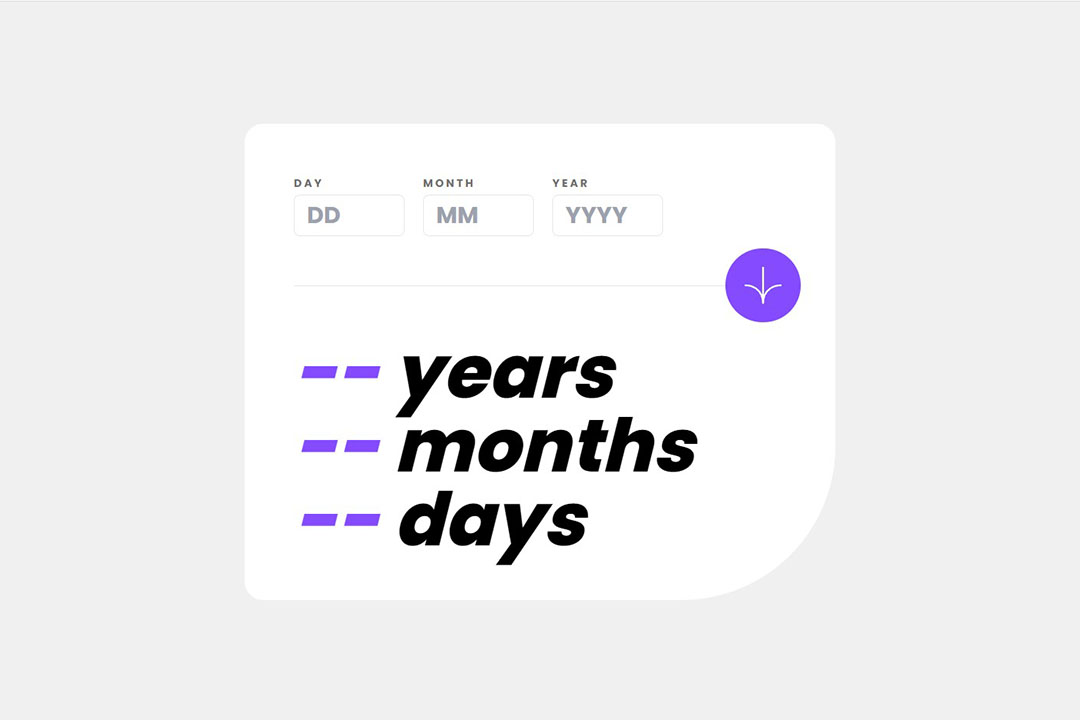 DAY MONTH YEAR
DD MM YYYY
-- years
-- months
-- days